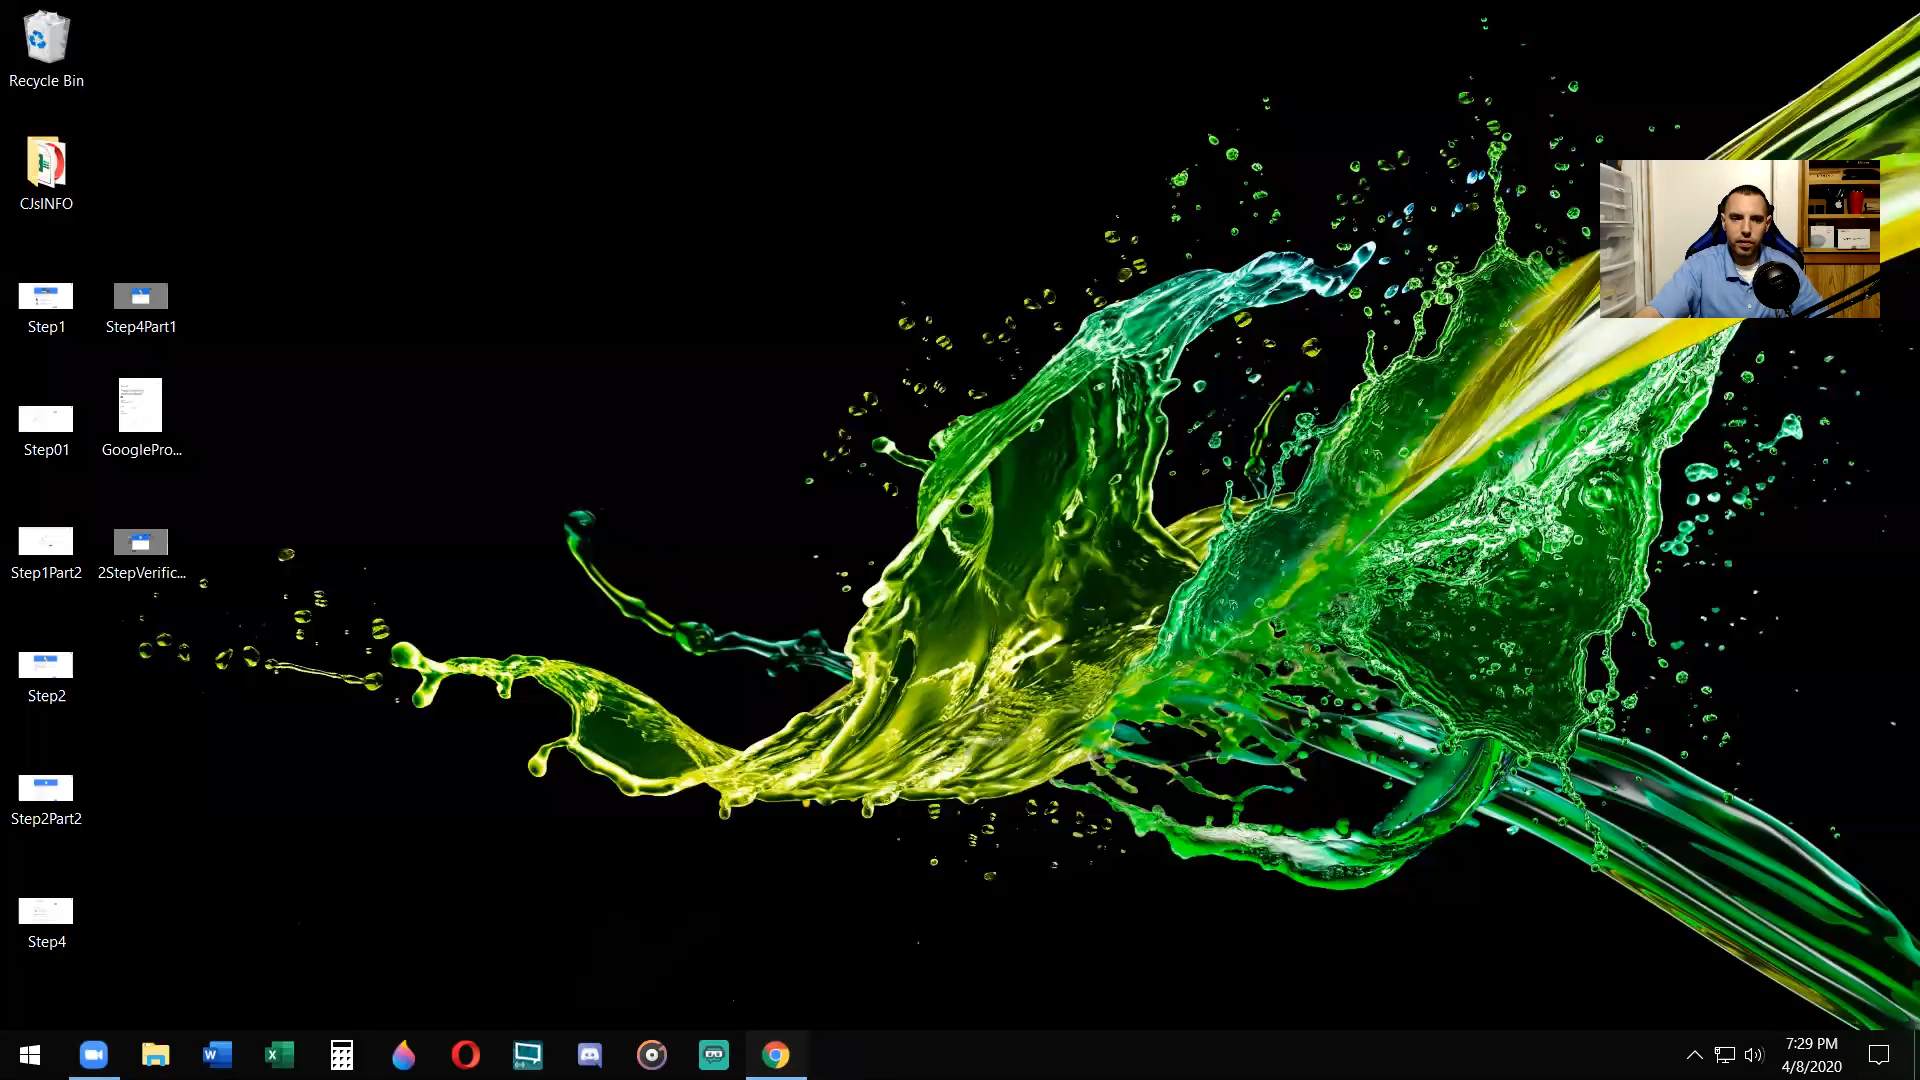 Recycle Bin
CJsINFO
Step1
Step4Part1
Step01
GooglePro...
Step1Part2
2StepVerific...
Step2
Step2Part2
Step4
7:29 PM
4/8/2020